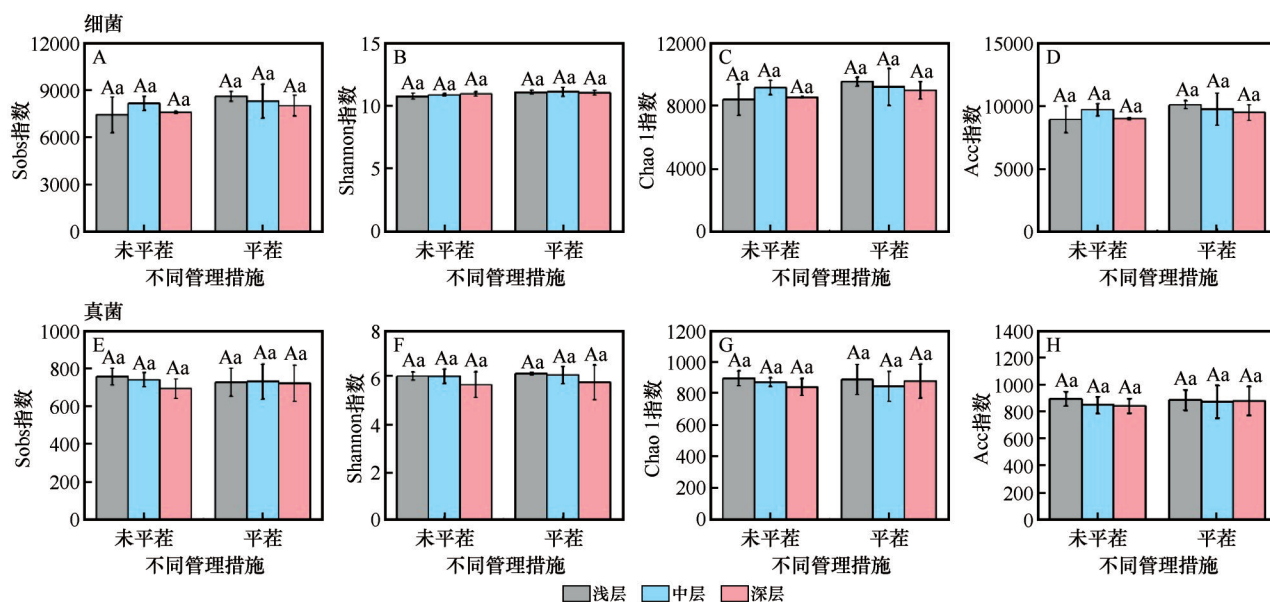 细菌
A
12000
9000
6000
3000
0
Sobs指数
Aa Aa Aa Aa Aa Aa
未平茬 平茬
不同管理措施
B
15
10
5
0
Shannon指数
Aa Aa Aa Aa Aa Aa
未平茬 平茬
不同管理措施
C
12000
8000
4000
0
Chao 1指数
Aa Aa Aa Aa Aa Aa
未平茬 平茬
不同管理措施
D
15000
10000
5000
0
Acc指数
Aa Aa Aa Aa Aa Aa
未平茬 平茬
不同管理措施
真菌
E
1000
800
600
400
200
0
Sobs指数
Aa Aa Aa Aa Aa Aa
未平茬 平茬
不同管理措施
F
8
6
4
2
0
Shannon指数
Aa Aa Aa Aa Aa Aa
未平茬 平茬
不同管理措施
G
1200
1000
800
600
400
200
0
Chao 1指数
Aa Aa Aa Aa Aa Aa
未平茬 平茬
不同管理措施
H
1400
1200
1000
800
600
400
200
0
Acc指数
Aa Aa Aa Aa Aa Aa
未平茬 平茬
不同管理措施
浅层 中层 深层